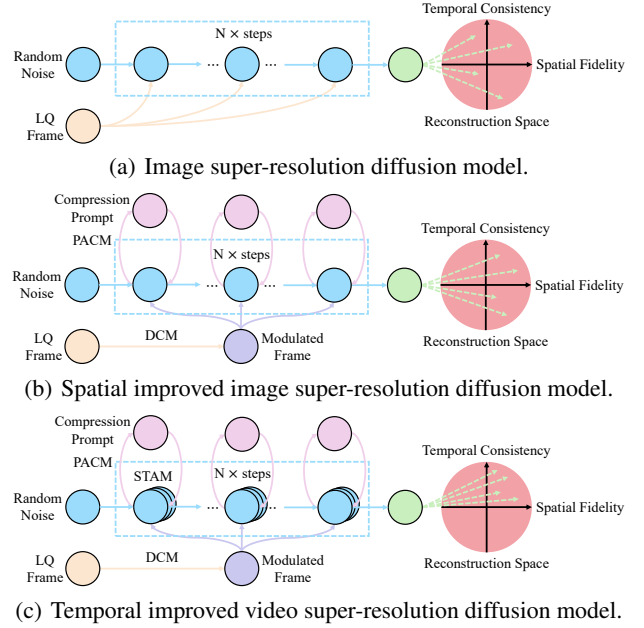 Temporal Consistency
N × steps
Random
Noise
...
...
Spatial Fidelity
LQ
Frame
Reconstruction Space
(a) Image super-resolution diffusion model.
Compression
Prompt
PACM
Temporal Consistency
N × steps
Random
Noise
...
...
Spatial Fidelity
LQ
Frame
DCM
Modulated
Frame
Reconstruction Space
(b) Spatial improved image super-resolution diffusion model.
Compression
Prompt
PACM
Temporal Consistency
STAM
N × steps
Random
Noise
...
...
Spatial Fidelity
LQ
Frame
DCM
Modulated
Frame
Reconstruction Space
(c) Temporal improved video super-resolution diffusion model.